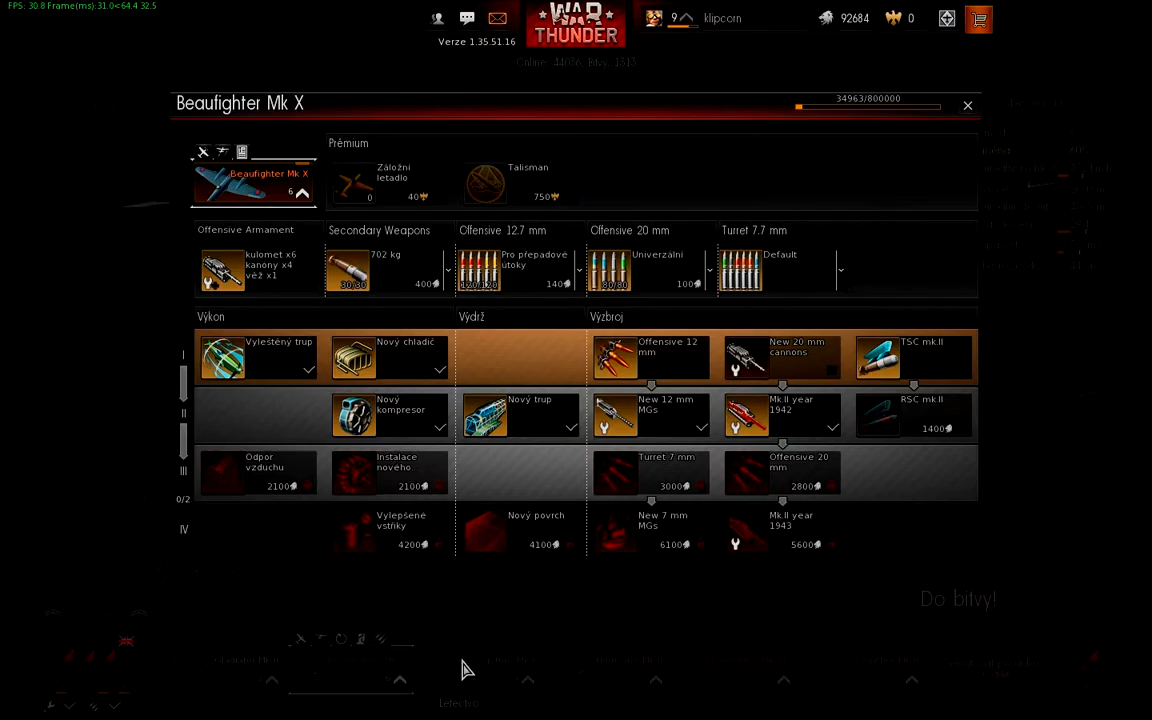 FPS: 30.8 Frame(ms):31.0<64.4 32.5
WAR
THUNDER
9
klipcorn
92684
0
Verze 1.35.51.16
Beaufighter Mk X
34963/800000
Prémium
Beaufighter Mk X
6
Záložní
letadlo
0
40
Talisman
750
Offensive Armament
Secondary Weapons
Offensive 12.7 mm
Offensive 20 mm
Turret 7.7 mm
kulomet x6
kanony x4
věž x1
702 kg
30/30
400
Pro přepadové
útoky
120/120
140
Univerzální
80/80
100
Default
Výkon
Výdrž
Výzbroj
I
Vyleštěný trup
Nový chladič
Offensive 12
mm
New 20 mm
cannons
TSC mk.II
II
Nový
kompresor
Nový trup
New 12 mm
MGs
Mk.II year
1942
RSC mk.II
1400
III
Odpor
vzduchu
2100
Instalace
nového..
2100
Turret 7 mm
3000
Offensive 20
mm
2800
0/2
IV
Vylepšené
vstřiky
4200
Nový povrch
4100
New 7 mm
MGs
6100
Mk.II year
1943
5600
Do bitvy!
Letectvo